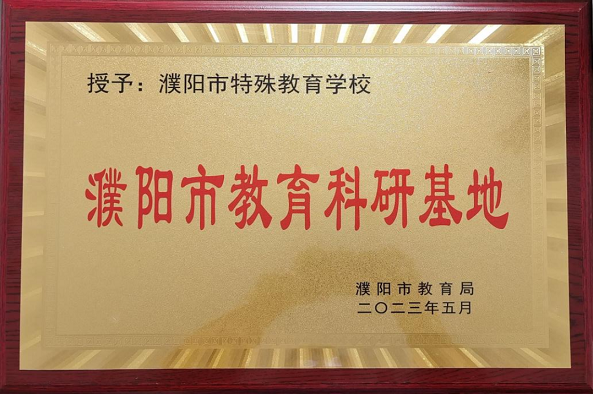 授予：濮阳市特殊教育学校
濮阳市教育科研基地
濮阳市教育局
二〇二三年五月